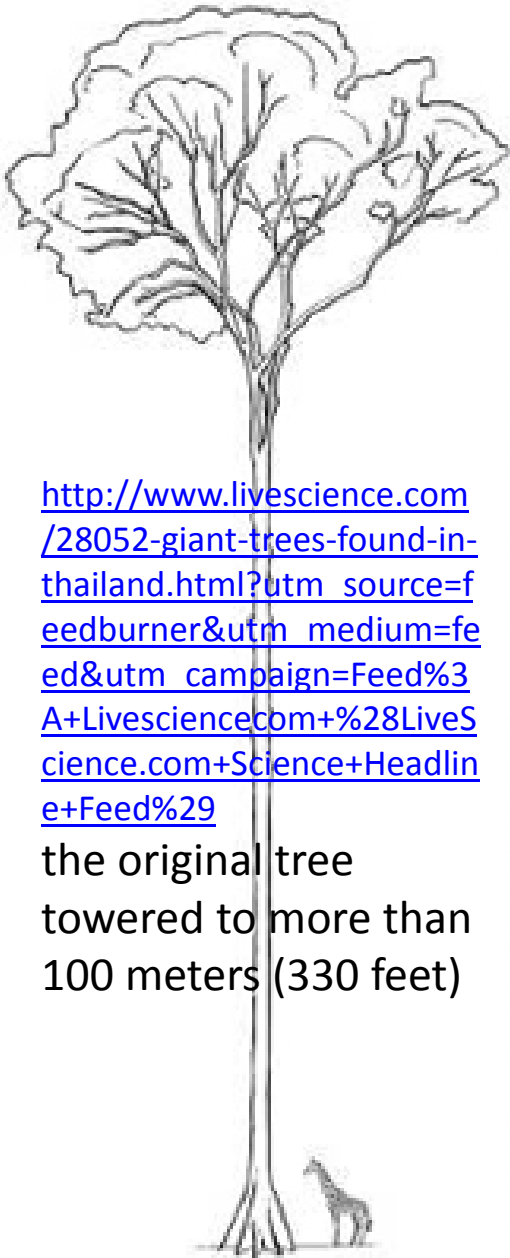 http://www.livescience.com
/28052-giant-trees-found-in-
thailand.html?utm_source=f
eedburner&utm_medium=fe
ed&utm_campaign=Feed%3
A+Livesciencecom+%28LiveS
cience.com+Science+Headlin
e+Feed%29
the original tree
towered to more than
100 meters (330 feet)